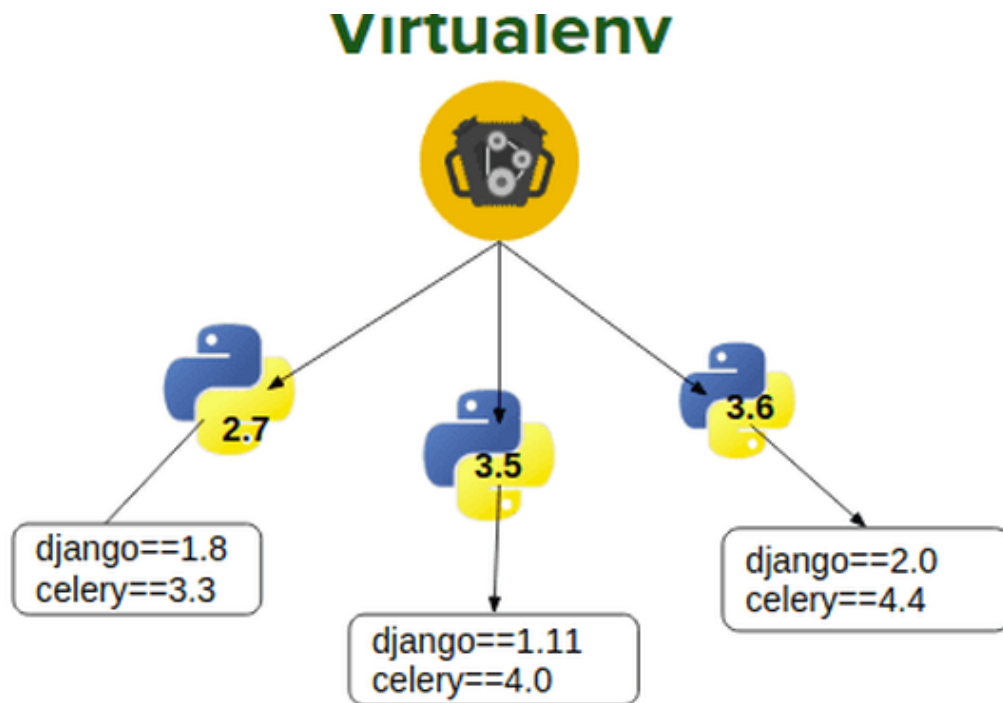 Virtualenv
2.7
3.5
3.6
django==1.8
celery==3.3
django==1.11
celery==4.0
django==2.0
celery==4.4